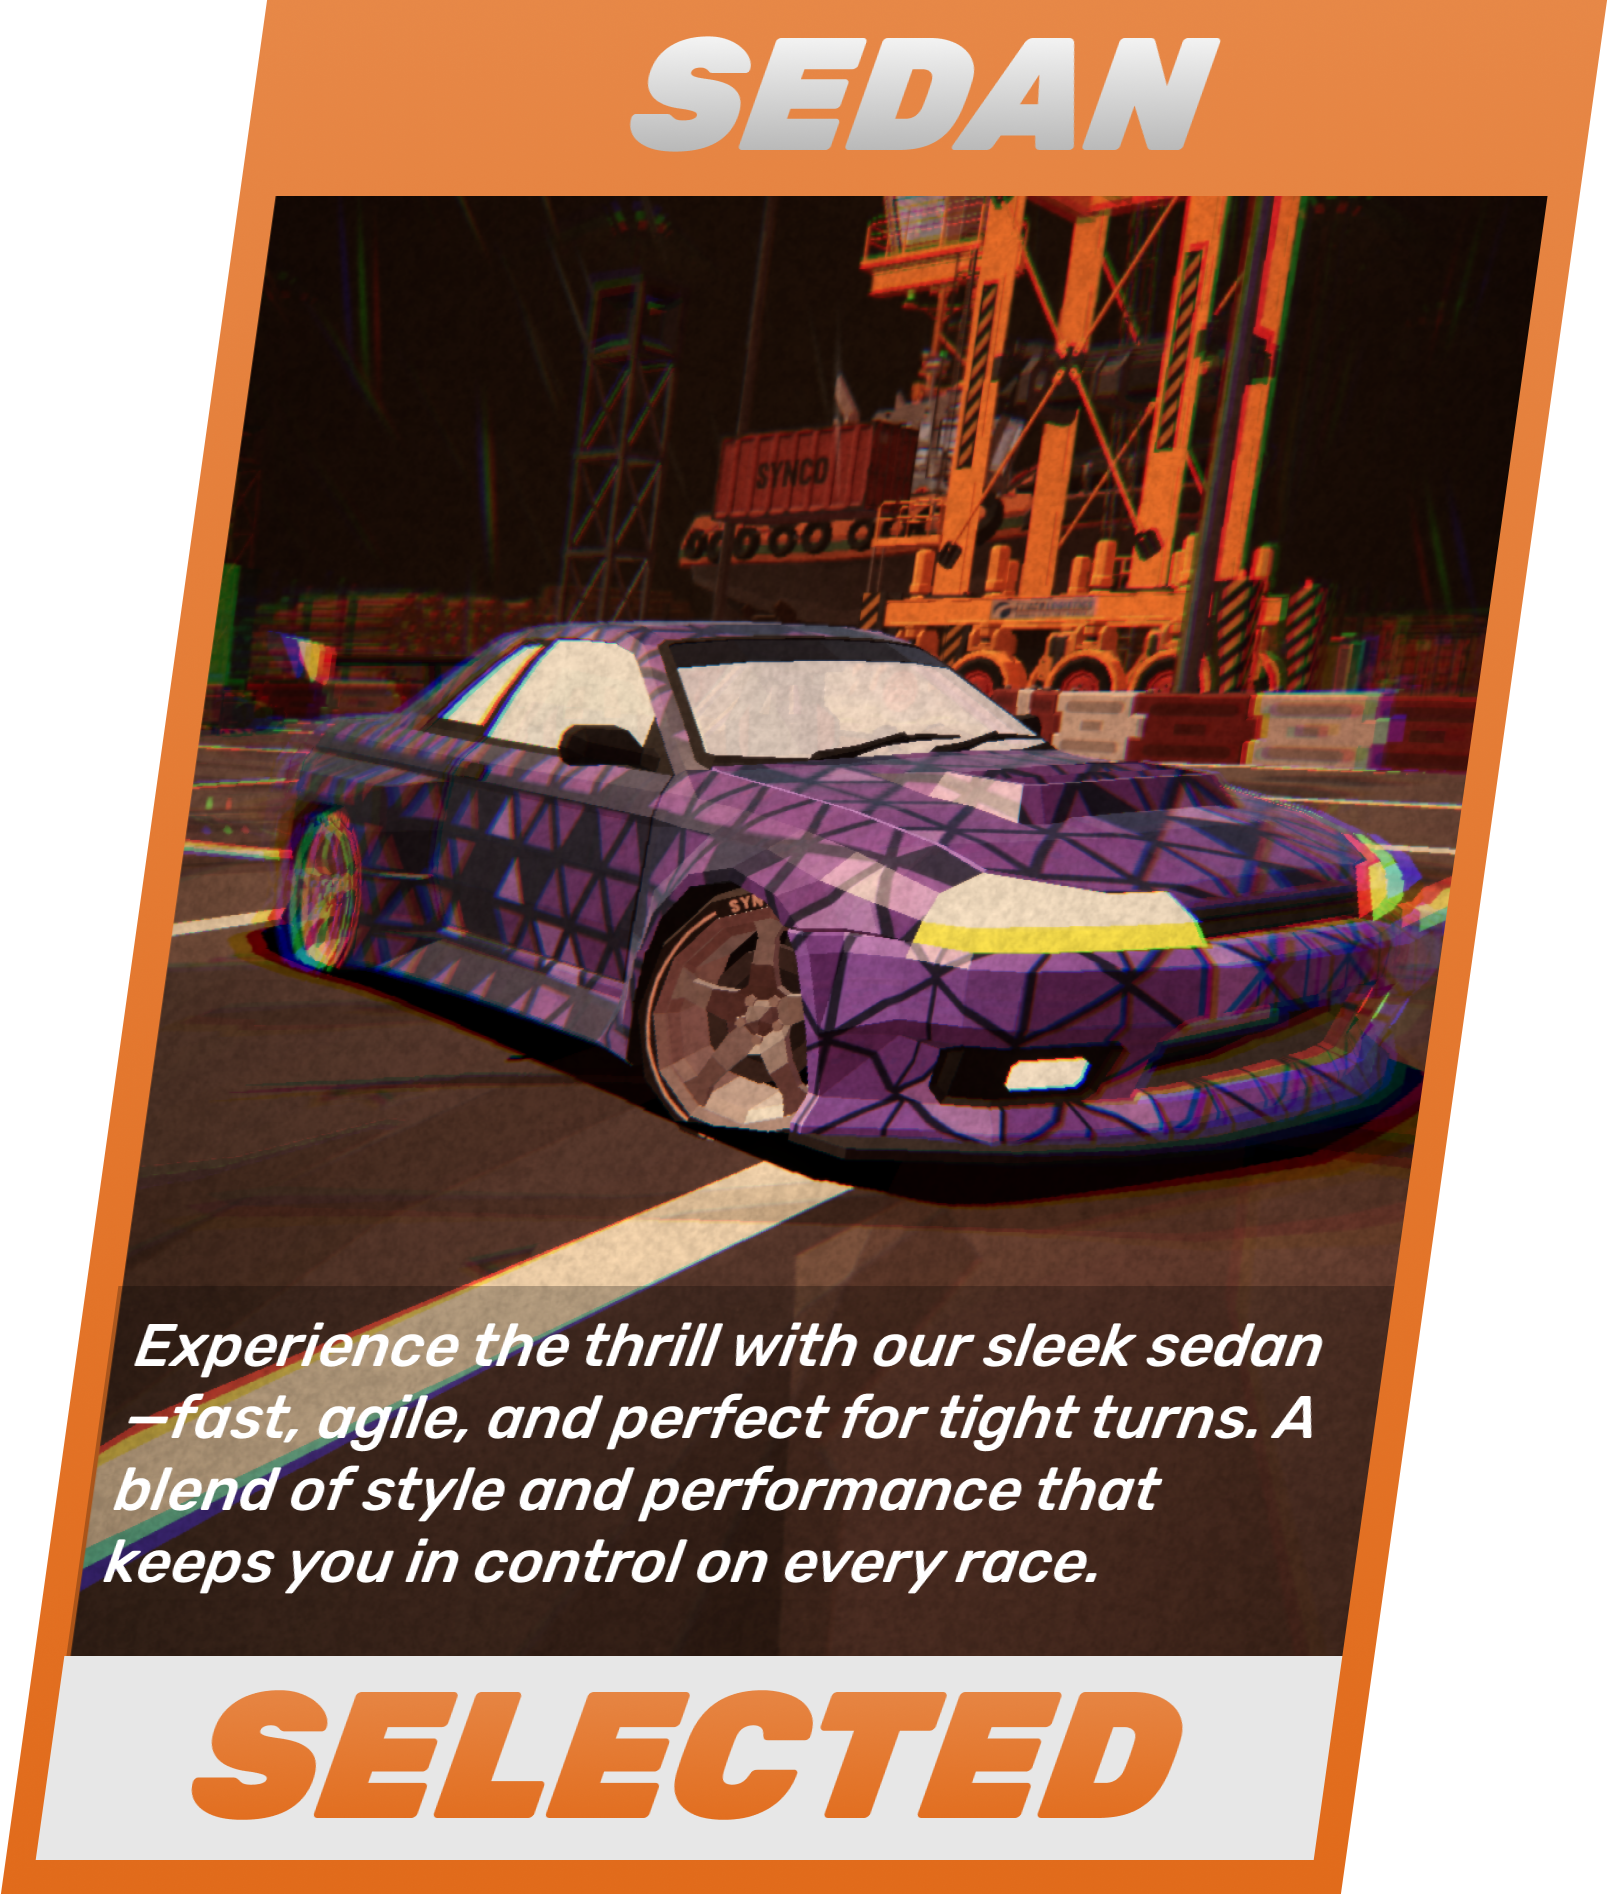 SEDAN
SYNCO
SYN
Experience the thrill with our sleek sedan
—fast, agile, and perfect for tight turns. A
blend of style and performance that
keeps you in control on every race.
SELECTED